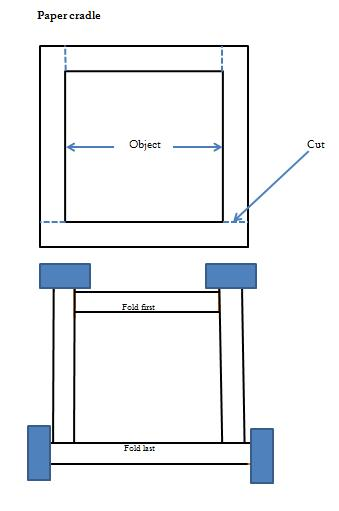 Paper cradle
Object
Cut
Fold first
Fold last